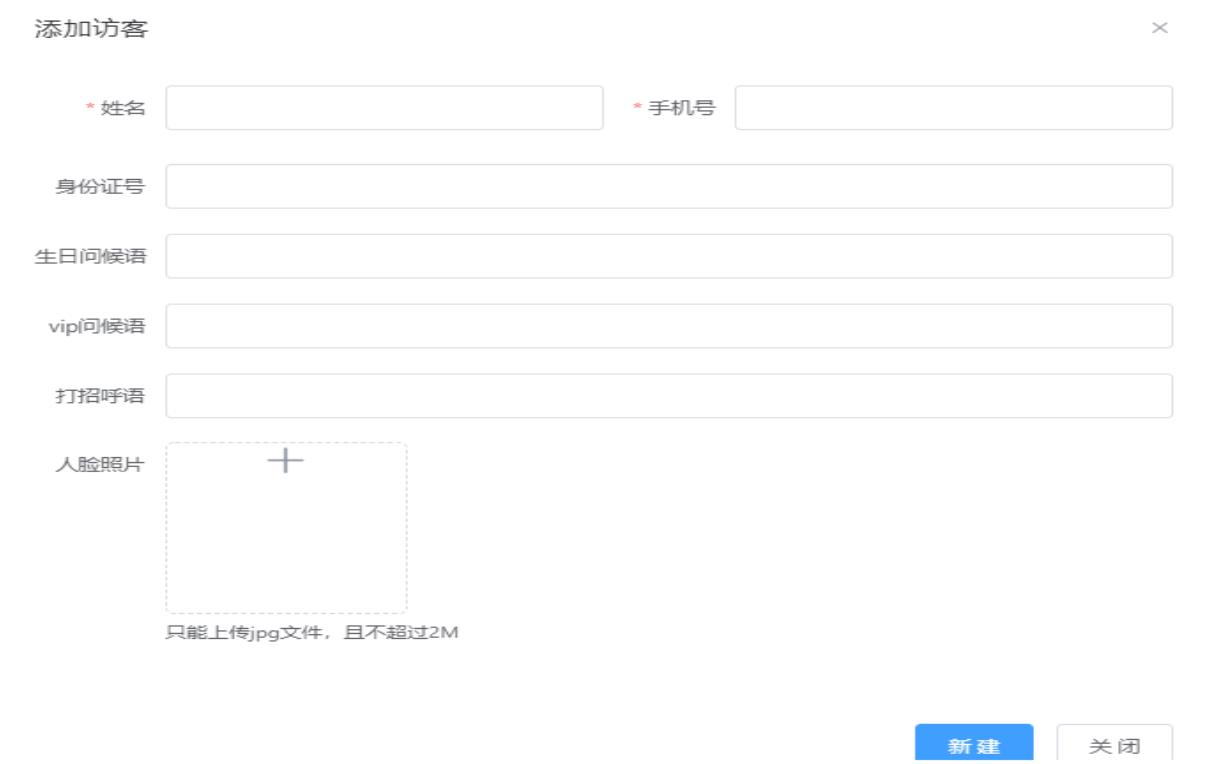 添加访客
* 姓名 * 手机号
身份证号
生日问候语
vip问候语
打招呼语
人脸照片
只能上传jpg文件，且不超过2M
新建 关闭